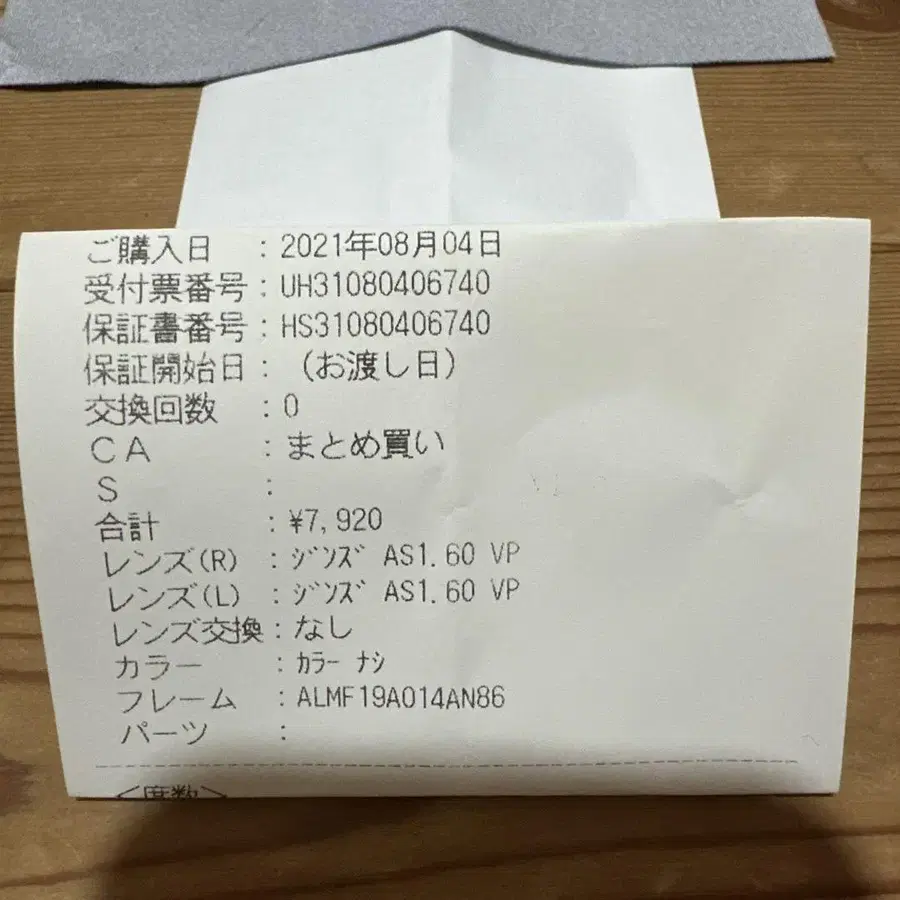 ご購入日 : 2021年08月04日
受付票番号 : UH31080406740
保証書番号 : HS31080406740
保証開始日 : (お渡し日)
交換回数 : 0
CA : まとめ買い
S :
合計 : ¥7,920
レンズ(R) : ジンズ AS1.60 VP
レンズ(L) : ジンズ AS1.60 VP
レンズ交換 : なし
カラー : カラー ナシ
フレーム : ALMF19A014AN86
パーツ :
<度数>